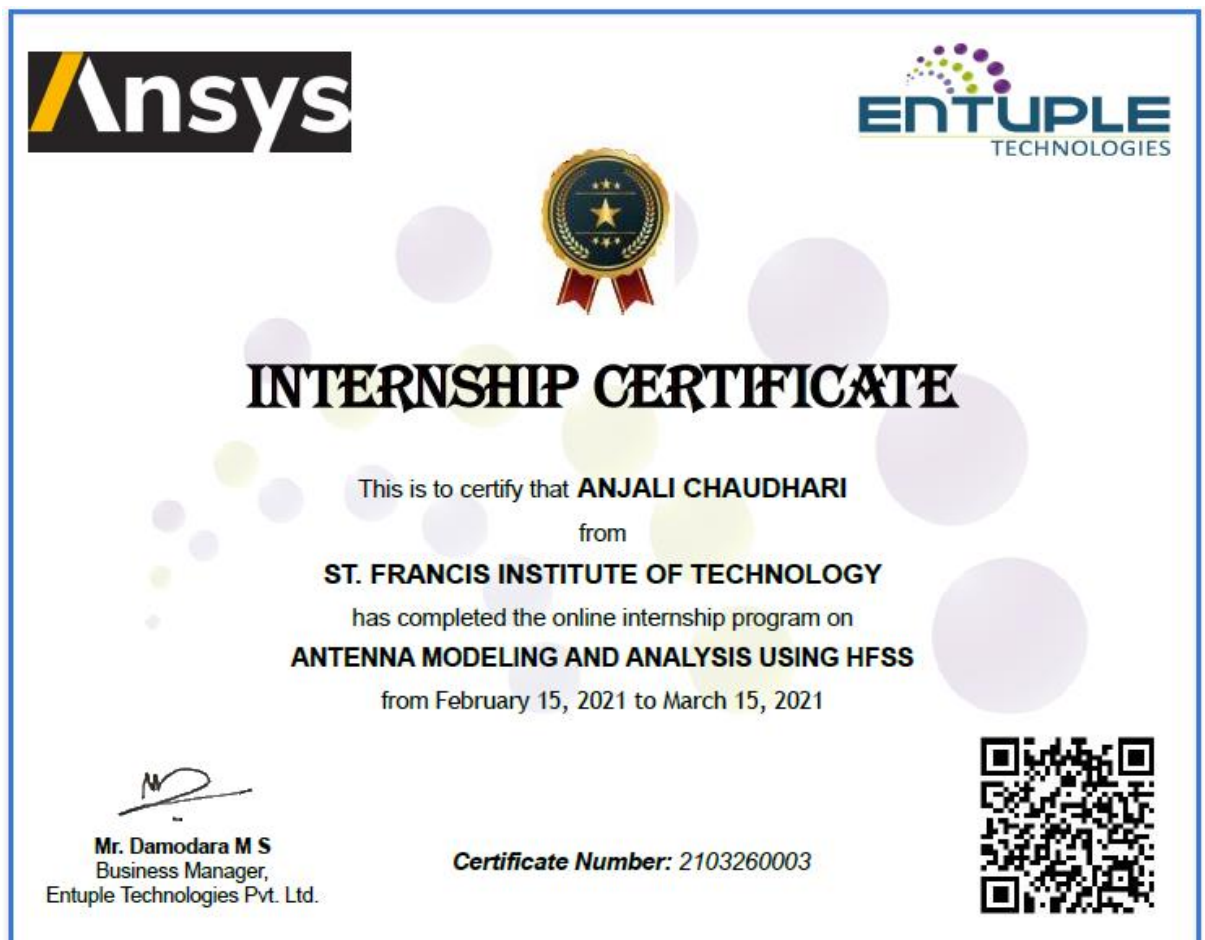 Ansys
ENTUPLE
TECHNOLOGIES
INTERNSHIP CERTIFICATE
This is to certify that ANJALI CHAUDHARI
from
ST. FRANCIS INSTITUTE OF TECHNOLOGY
has completed the online internship program on
ANTENNA MODELING AND ANALYSIS USING HFSS
from February 15, 2021 to March 15, 2021
Mr. Damodara M S
Business Manager,
Entuple Technologies Pvt. Ltd.
Certificate Number: 2103260003